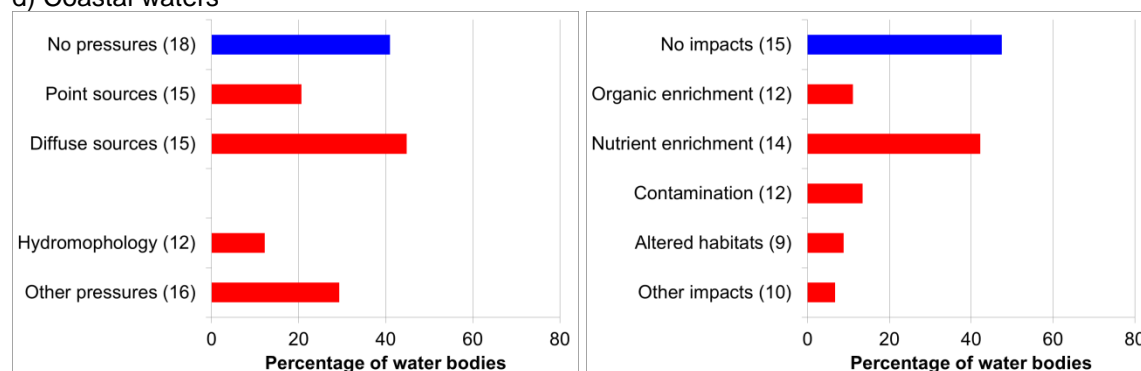 d) Coastal waters
No pressures (18)
Point sources (15)
Diffuse sources (15)
Hydromophology (12)
Other pressures (16)
0 20 40 60 80
Percentage of water bodies
No impacts (15)
Organic enrichment (12)
Nutrient enrichment (14)
Contamination (12)
Altered habitats (9)
Other impacts (10)
0 20 40 60 80
Percentage of water bodies